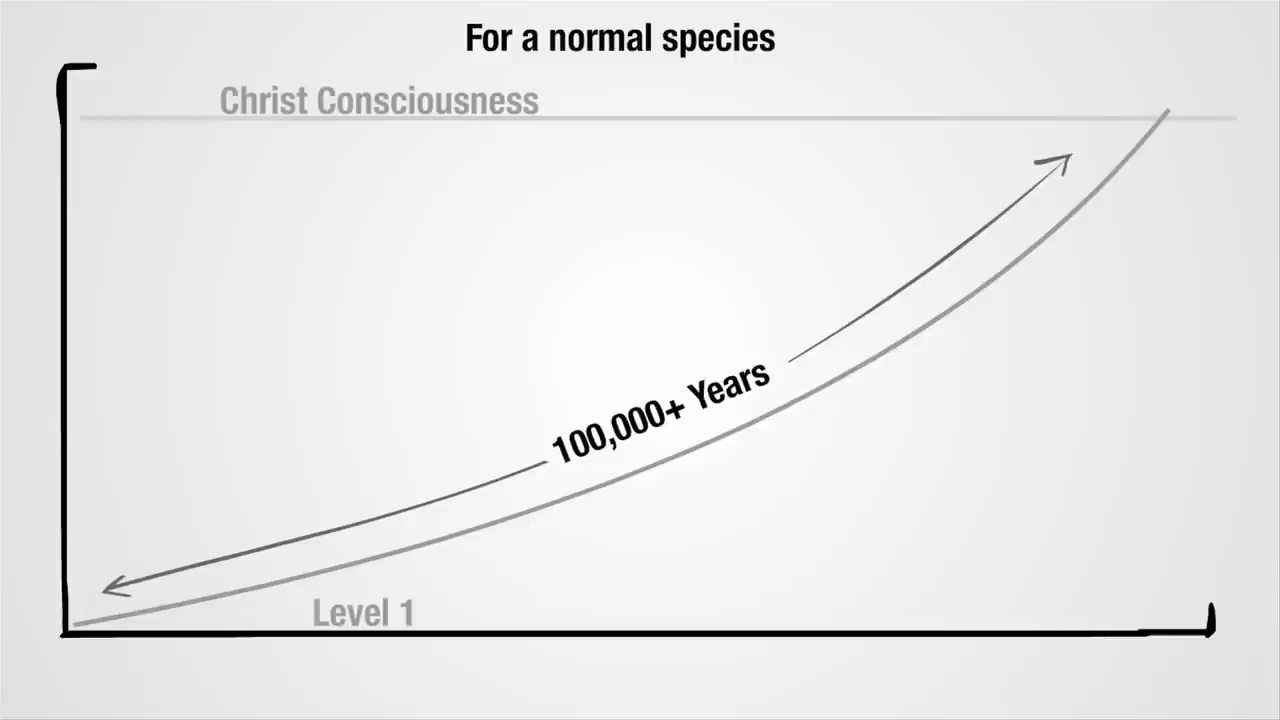 For a normal species
Christ Consciousness
100,000+ Years
Level 1